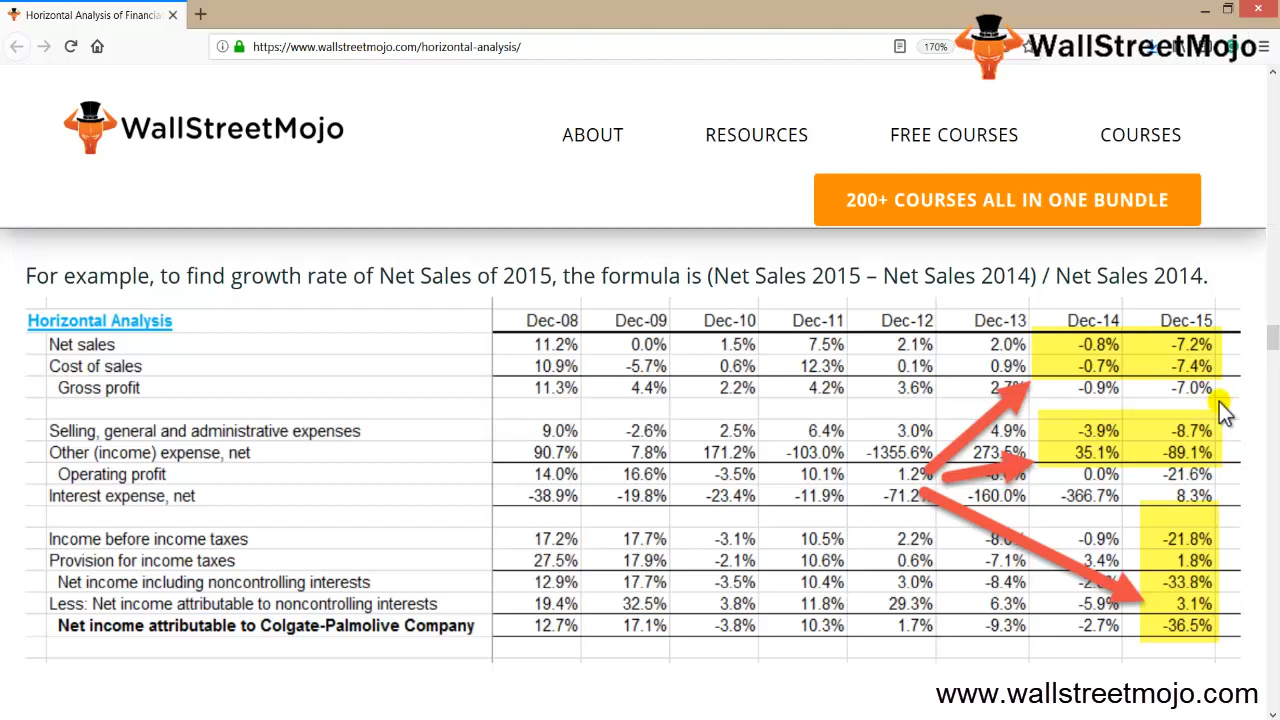 Horizontal Analysis of Financia
https://www.wallstreetmojo.com/horizontal-analysis/
170%
WallStreetMojo
WallStreetMojo
ABOUT RESOURCES FREE COURSES COURSES
200+ COURSES ALL IN ONE BUNDLE
For example, to find growth rate of Net Sales of 2015, the formula is (Net Sales 2015 – Net Sales 2014) / Net Sales 2014.
Horizontal Analysis Dec-08 Dec-09 Dec-10 Dec-11 Dec-12 Dec-13 Dec-14 Dec-15
Net sales 11.2% 0.0% 1.5% 7.5% 2.1% 2.0% -0.8% -7.2%
Cost of sales 10.9% -5.7% 0.6% 12.3% 0.1% 0.9% -0.7% -7.4%
Gross profit 11.3% 4.4% 2.2% 4.2% 3.6% -0.9% -7.0%
Selling, general and administrative expenses 9.0% -2.6% 2.5% 6.4% 3.0% 4.9% -3.9% -8.7%
Other (income) expense, net 90.7% 7.8% 171.2% -103.0% -1355.6% 273.5% 35.1% -89.1%
Operating profit 14.0% 16.6% -3.5% 10.1% 1.2% 0.0% -21.6%
Interest expense, net -38.9% -19.8% -23.4% -11.9% -71.2% -160.0% -366.7% 8.3%
Income before income taxes 17.2% 17.7% -3.1% 10.5% 2.2% -0.9% -21.8%
Provision for income taxes 27.5% 17.9% -2.1% 10.6% 0.6% -7.1% 3.4% 1.8%
Net income including noncontrolling interests 12.9% 17.7% -3.5% 10.4% 3.0% -8.4% -33.8%
Less: Net income attributable to noncontrolling interests 19.4% 32.5% 3.8% 11.8% 29.3% 6.3% -5.9% 3.1%
Net income attributable to Colgate-Palmolive Company 12.7% 17.1% -3.8% 10.3% 1.7% -9.3% -2.7% -36.5%
www.wallstreetmojo.com